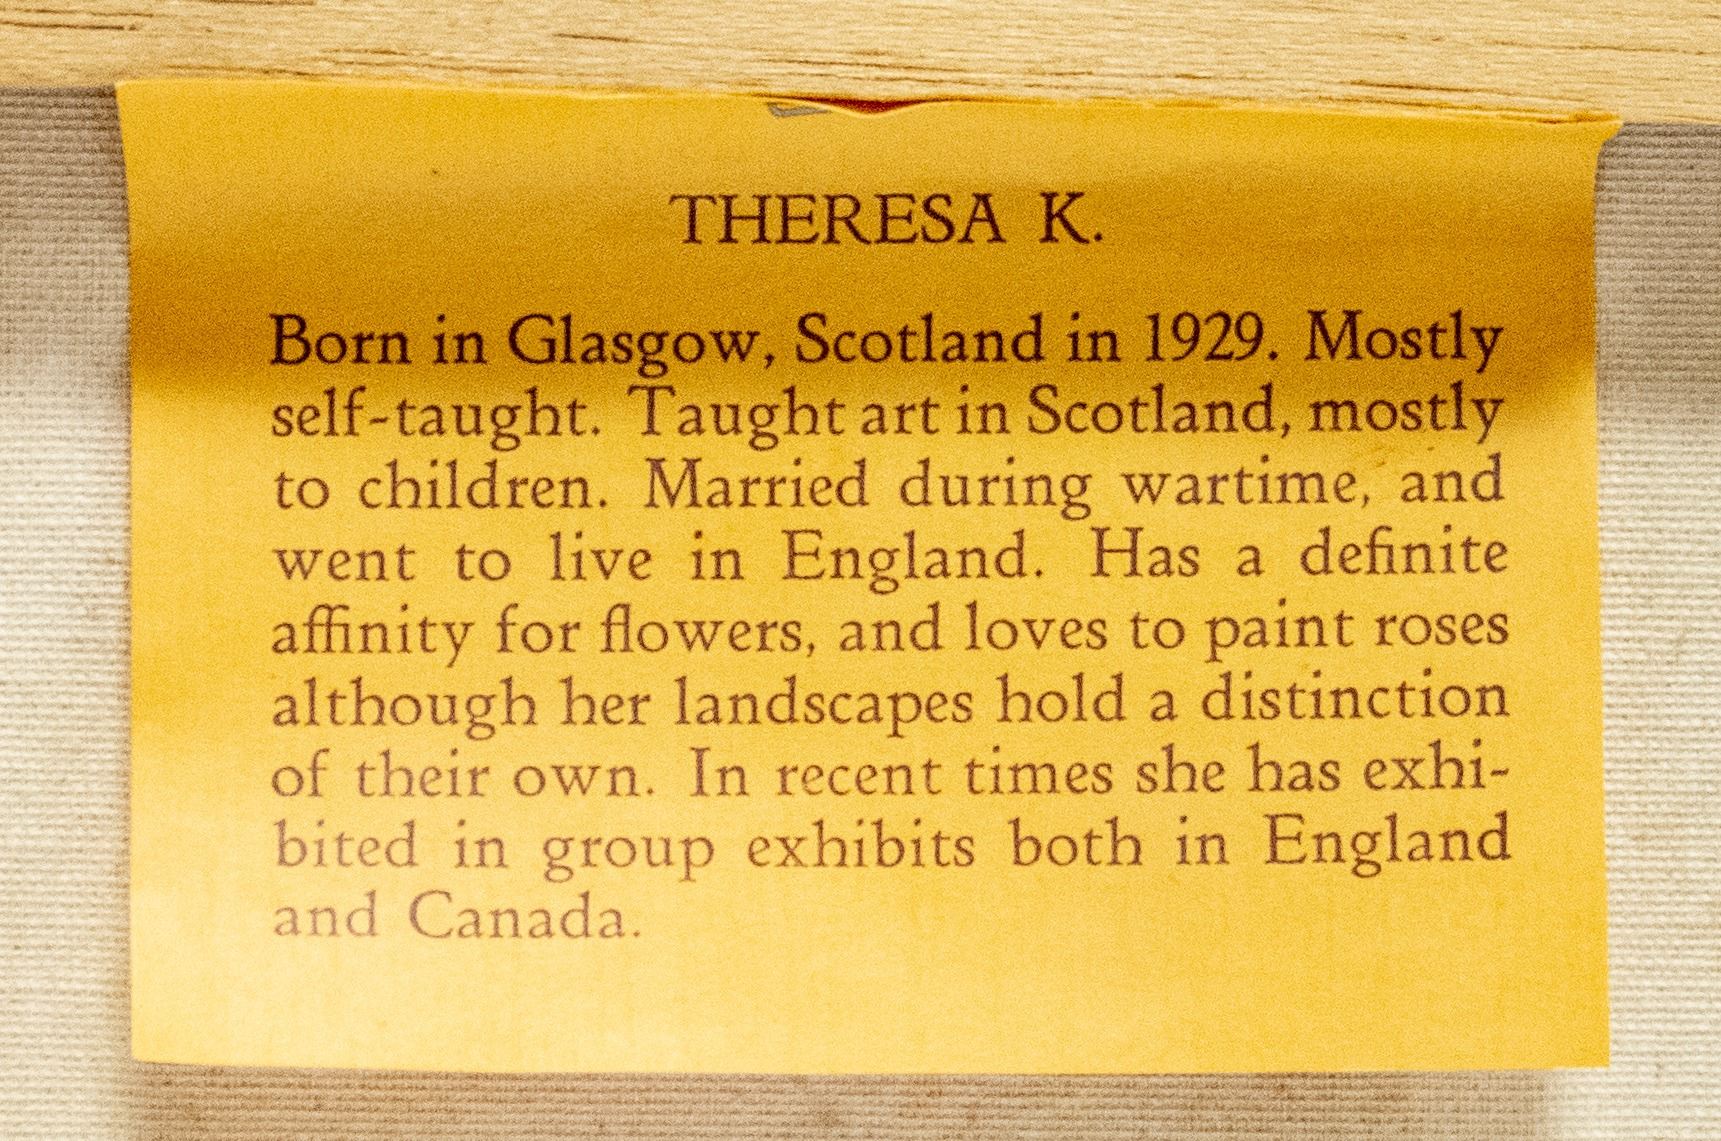 THERESA K.
Born in Glasgow, Scotland in 1929. Mostly
self-taught. Taught art in Scotland, mostly
to children. Married during wartime, and
went to live in England. Has a definite
affinity for flowers, and loves to paint roses
although her landscapes hold a distinction
of their own. In recent times she has exhi-
bited in group exhibits both in England
and Canada.